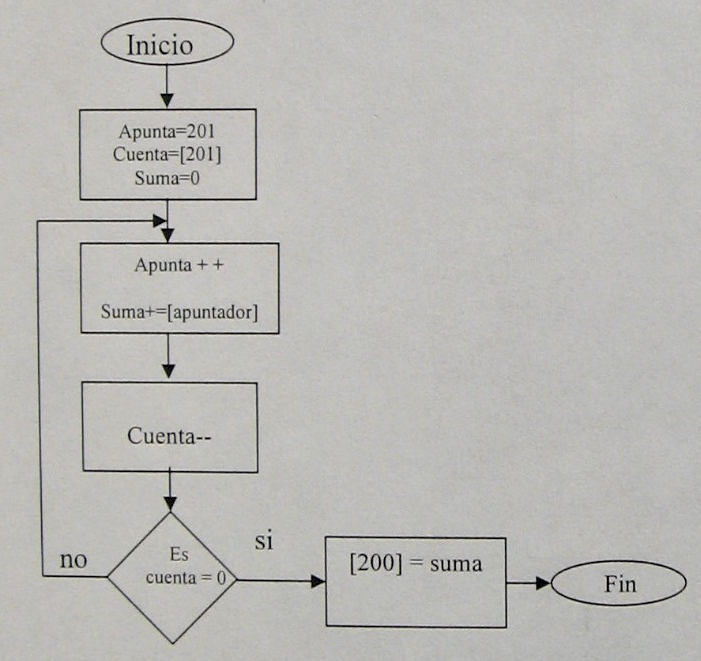 Inicio
Apunta=201
Cuenta=[201]
Suma=0
Apunta + +
Suma+=[apuntador]
Cuenta--
Es
cuenta = 0
no
si
[200] = suma
Fin